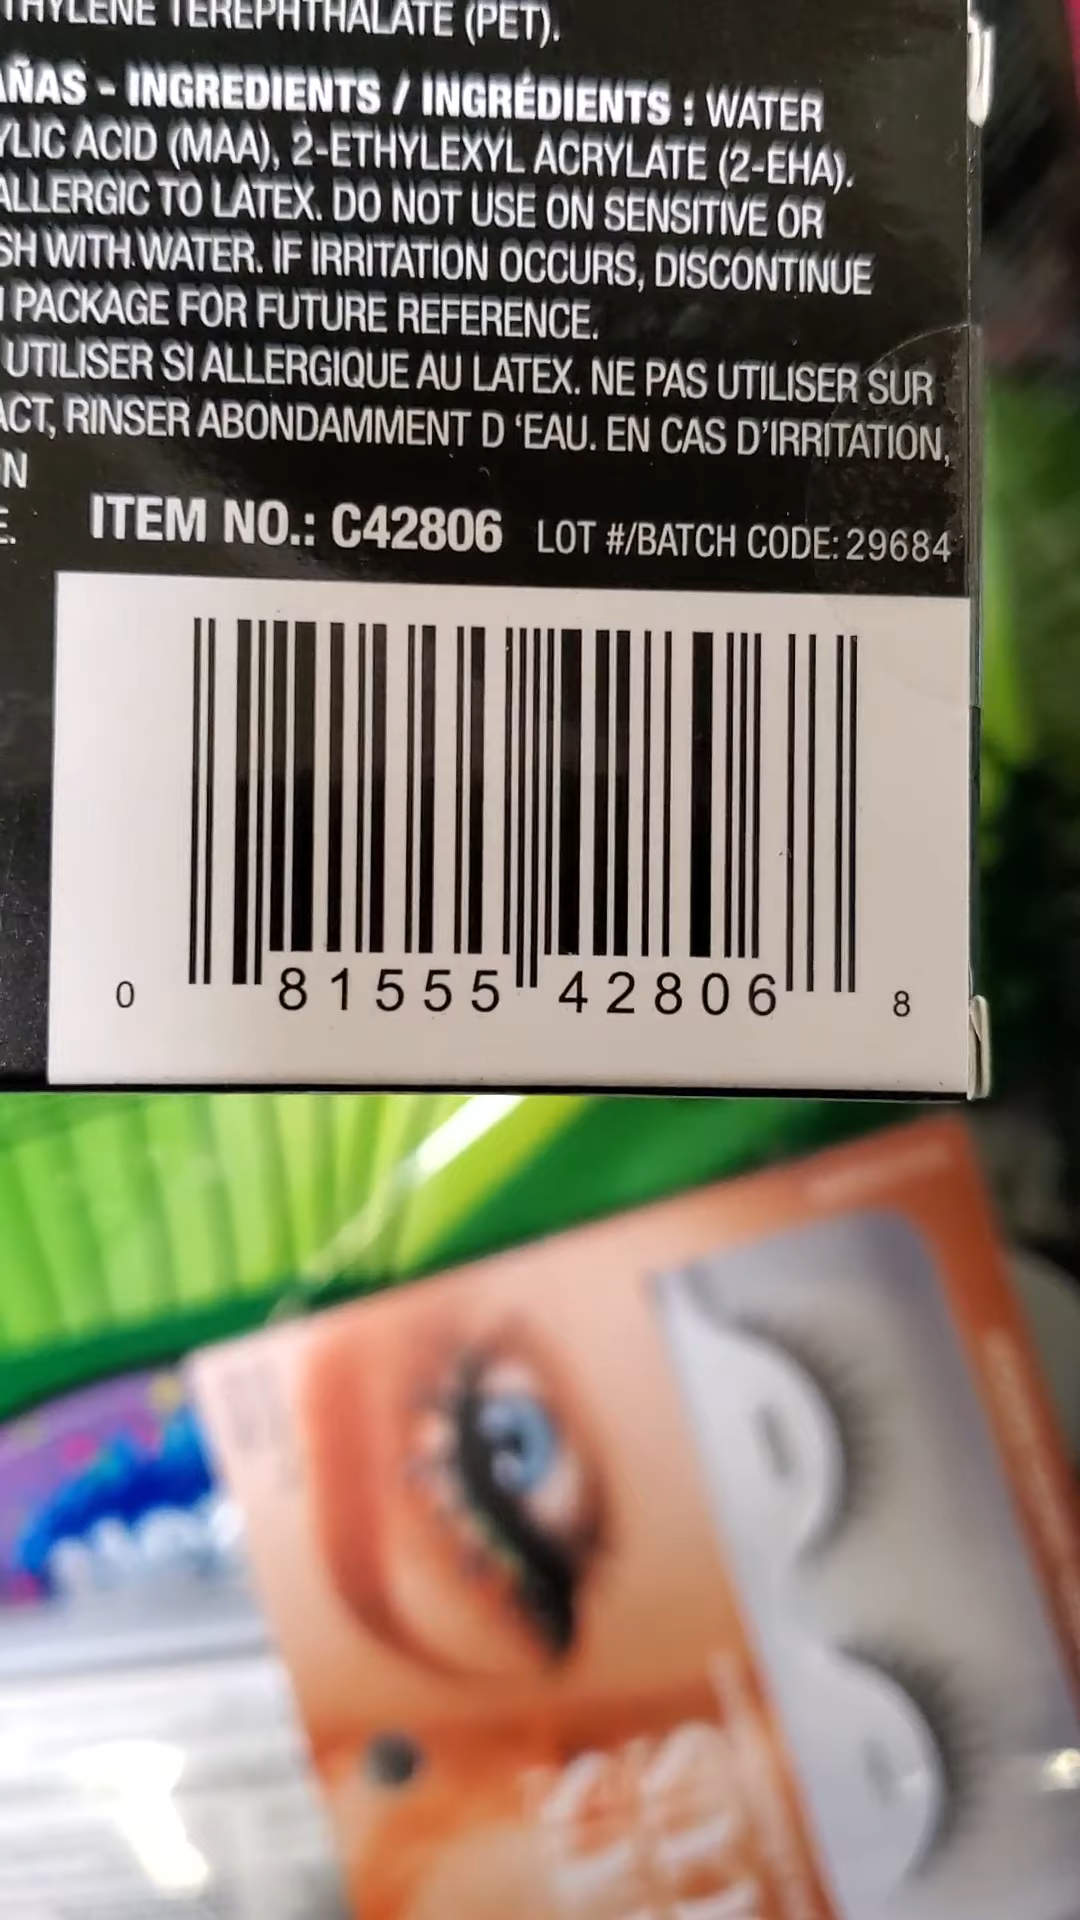 THYLENE TEREPHTHALATE (PET).
AÑAS - INGREDIENTS / INGRÉDIENTS : WATER
YLIC ACID (MAA), 2-ETHYLEXYL ACRYLATE (2-EHA).
ALLERGIC TO LATEX. DO NOT USE ON SENSITIVE OR
SH WITH WATER. IF IRRITATION OCCURS, DISCONTINUE
PACKAGE FOR FUTURE REFERENCE.
UTILISER SI ALLERGIQUE AU LATEX. NE PAS UTILISER SUR
ACT, RINSER ABONDAMMENT D 'EAU. EN CAS D'IRRITATION,
N
E.
ITEM NO.: C42806 LOT #/BATCH CODE: 29684
0 81555 42806 8